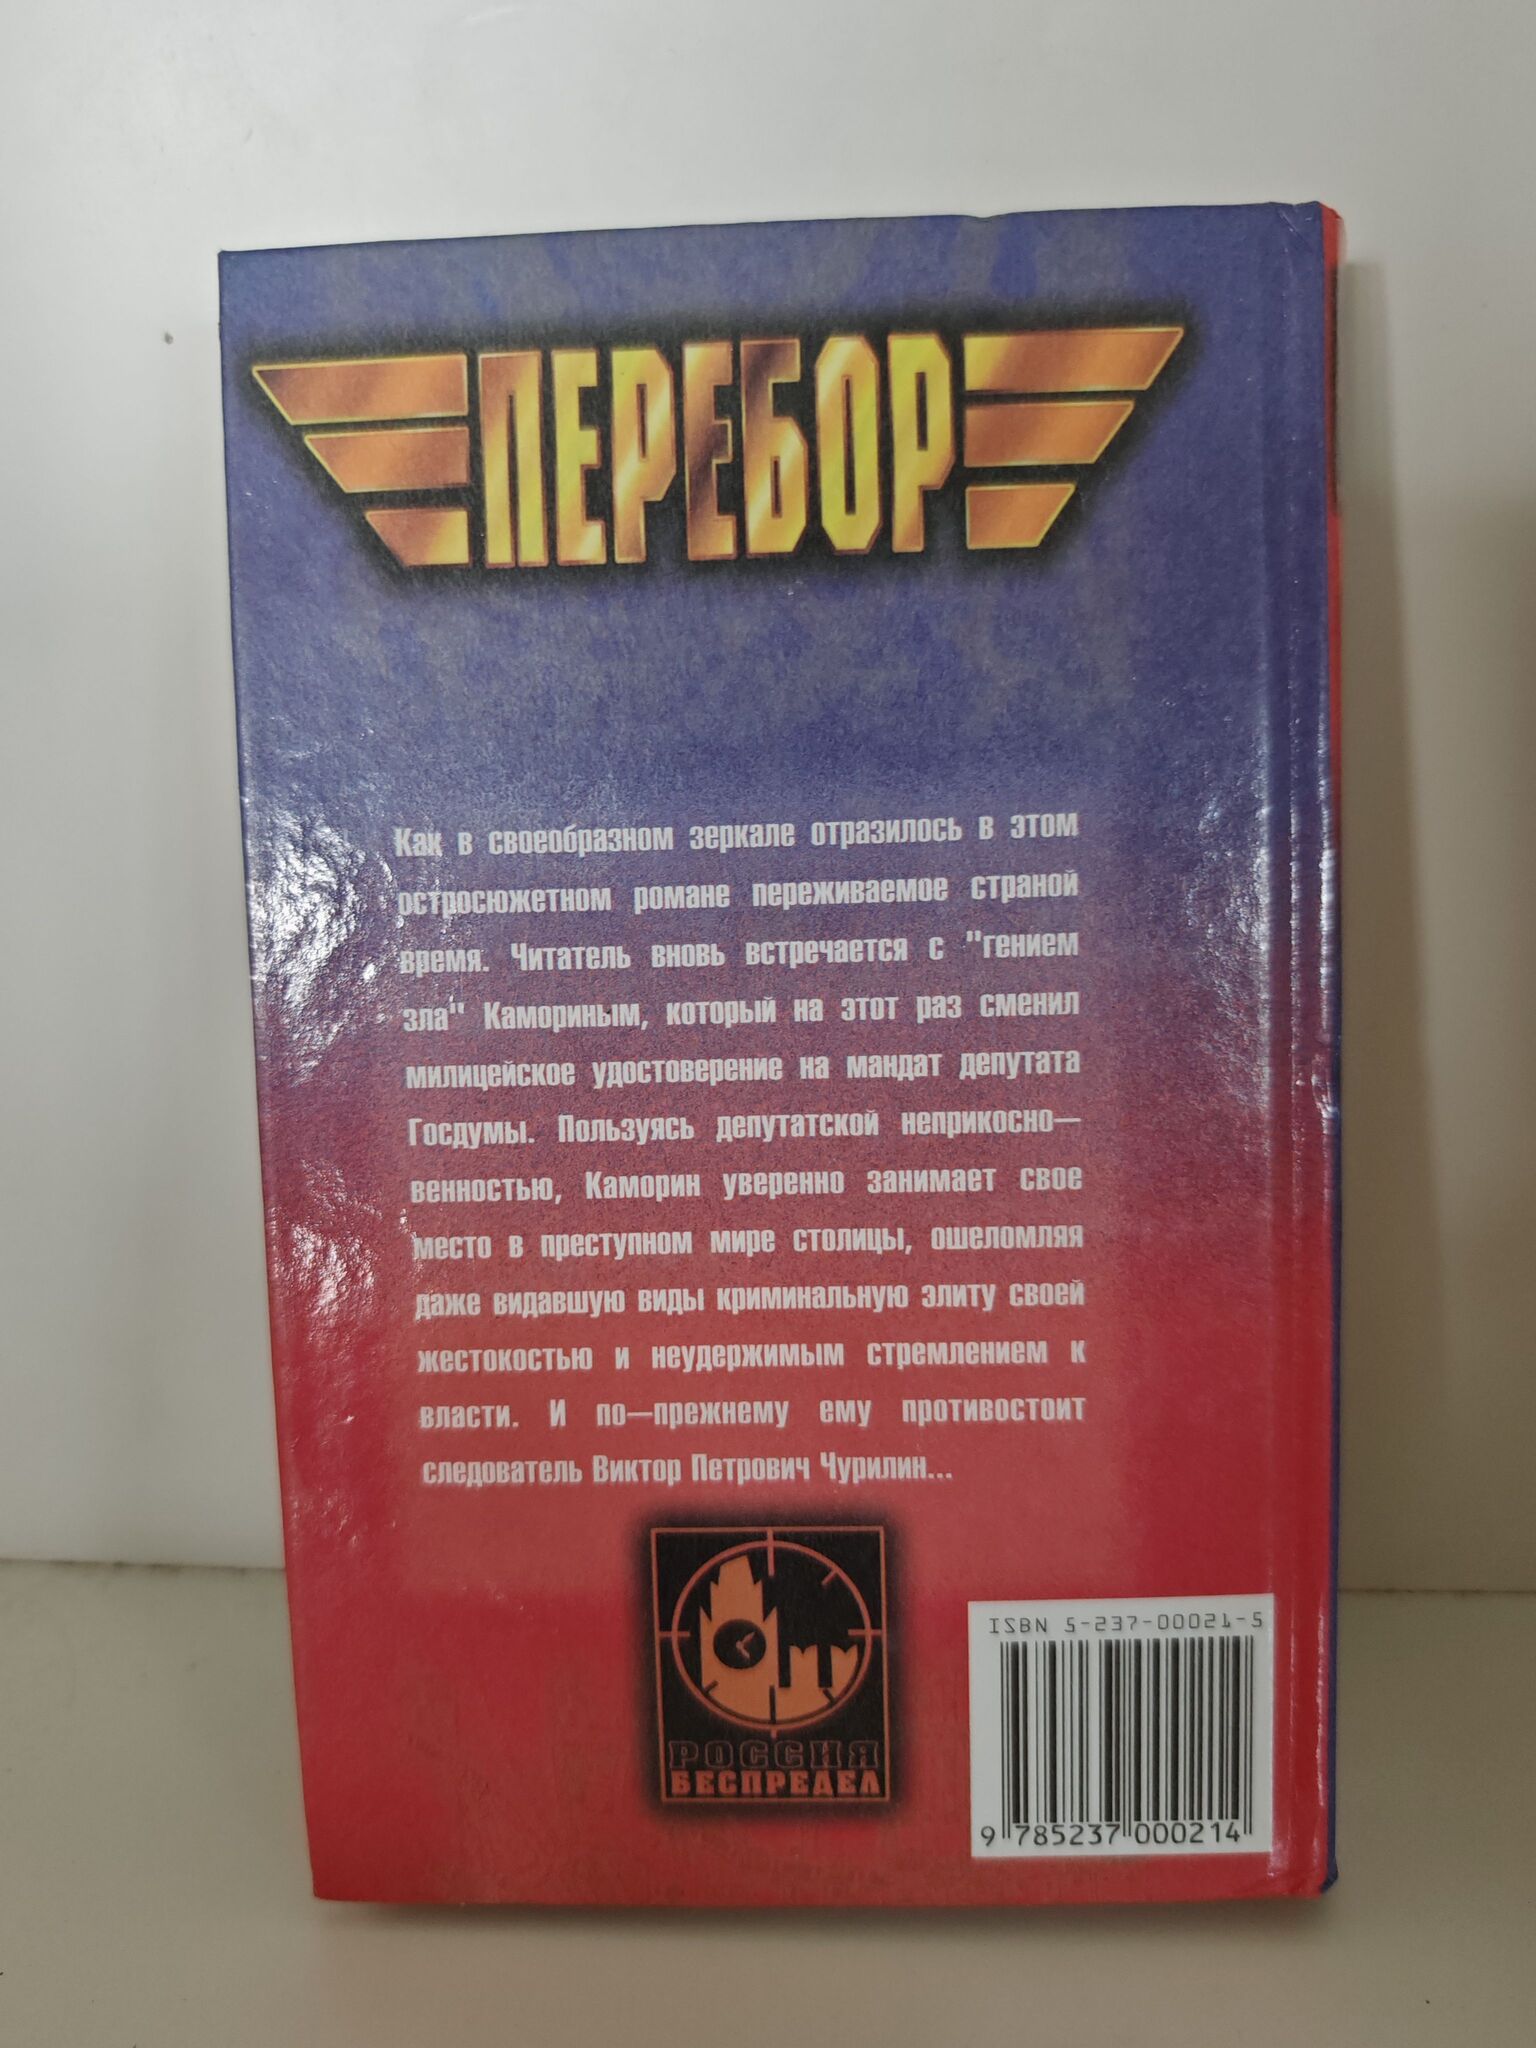 ПЕРЕБОР
Как в своеобразном зеркале отразилось в этом
остросюжетном романе переживаемое страной
время. Читатель вновь встречается с "гением
зла" Камориным, который на этот раз сменил
милицейское удостоверение на мандат депутата
Госдумы. Пользуясь депутатской неприкосно—
венностью, Каморин уверенно занимает свое
место в преступном мире столицы, ошеломляя
даже видавшую виды криминальную элиту своей
жестокостью и неудержимым стремлением к
власти. И по—прежнему ему противостоит
следователь Виктор Петрович Чурилин...
РОССИЯ
БЕСПРЕДЕЛ
ISBN 5-237-00021-5
9 785237 000214